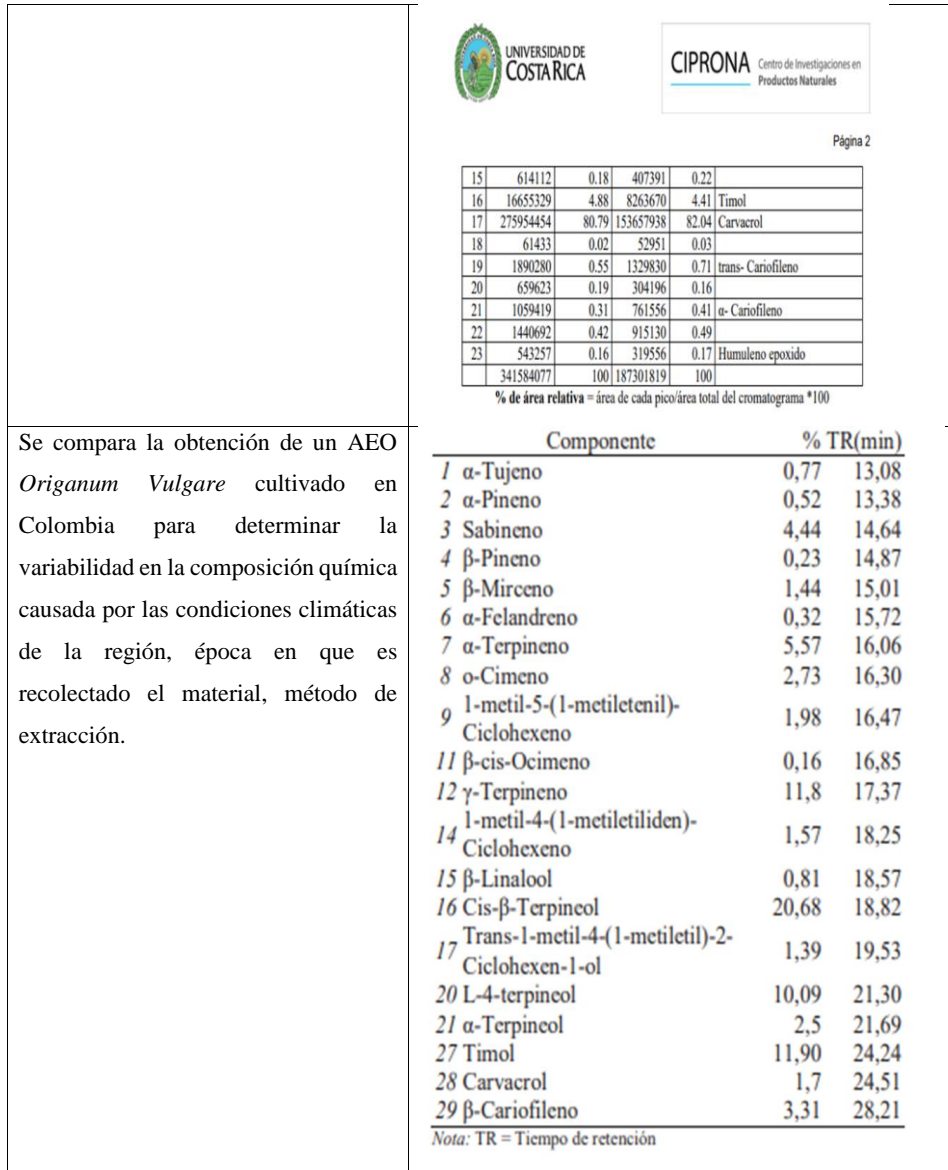 UNIVERSIDAD DE
COSTA RICA
CIPRONA Centro de Investigaciones en
Productos Naturales
Página 2
15 614112 0.18 407391 0.22
16 16655329 4.88 8263670 4.41 Timol
17 275954454 80.79 153657938 82.04 Carvacrol
18 61433 0.02 52951 0.03
19 1890280 0.55 1329830 0.71 trans- Cariofileno
20 659623 0.19 304196 0.16
21 1059419 0.31 761556 0.41 α- Cariofileno
22 1440692 0.42 915130 0.49
23 543257 0.16 319556 0.17 Humuleno epoxido
341584077 100 187301819 100
% de área relativa = área de cada pico/área total del cromatograma *100
Se compara la obtención de un AEO
Origanum Vulgare cultivado en
Colombia para determinar la
variabilidad en la composición química
causada por las condiciones climáticas
de la región, época en que es
recolectado el material, método de
extracción.
Componente % TR(min)
1 α-Tujeno 0,77 13,08
2 α-Pineno 0,52 13,38
3 Sabineno 4,44 14,64
4 β-Pineno 0,23 14,87
5 β-Mirceno 1,44 15,01
6 α-Felandreno 0,32 15,72
7 α-Terpineno 5,57 16,06
8 o-Cimeno 2,73 16,30
9 1-metil-5-(1-metiletenil)-
Ciclohexeno 1,98 16,47
11 β-cis-Ocimeno 0,16 16,85
12 γ-Terpineno 11,8 17,37
14 1-metil-4-(1-metiletiliden)-
Ciclohexeno 1,57 18,25
15 β-Linalool 0,81 18,57
16 Cis-β-Terpineol 20,68 18,82
17 Trans-1-metil-4-(1-metiletil)-2-
Ciclohexen-1-ol 1,39 19,53
20 L-4-terpineol 10,09 21,30
21 α-Terpineol 2,5 21,69
27 Timol 11,90 24,24
28 Carvacrol 1,7 24,51
29 β-Cariofileno 3,31 28,21
Nota: TR = Tiempo de retención